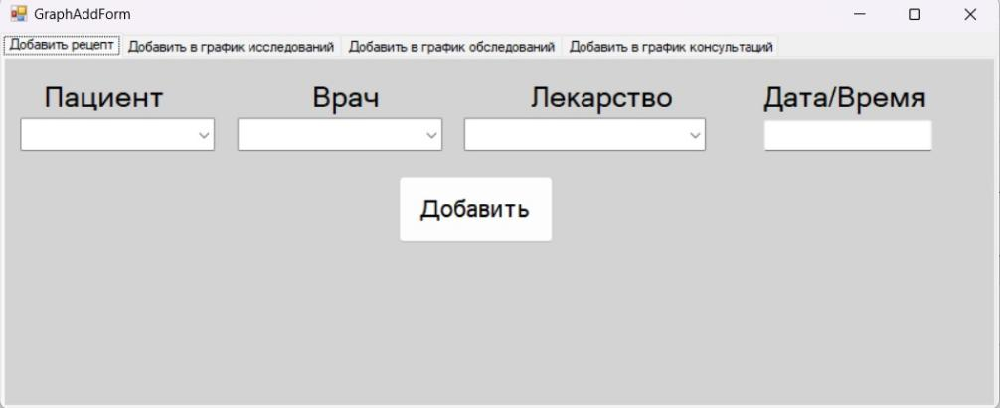 GraphAddForm
Добавить рецепт Добавить в график исследований Добавить в график обследований Добавить в график консультаций
Пациент Врач Лекарство Дата/Время
Добавить